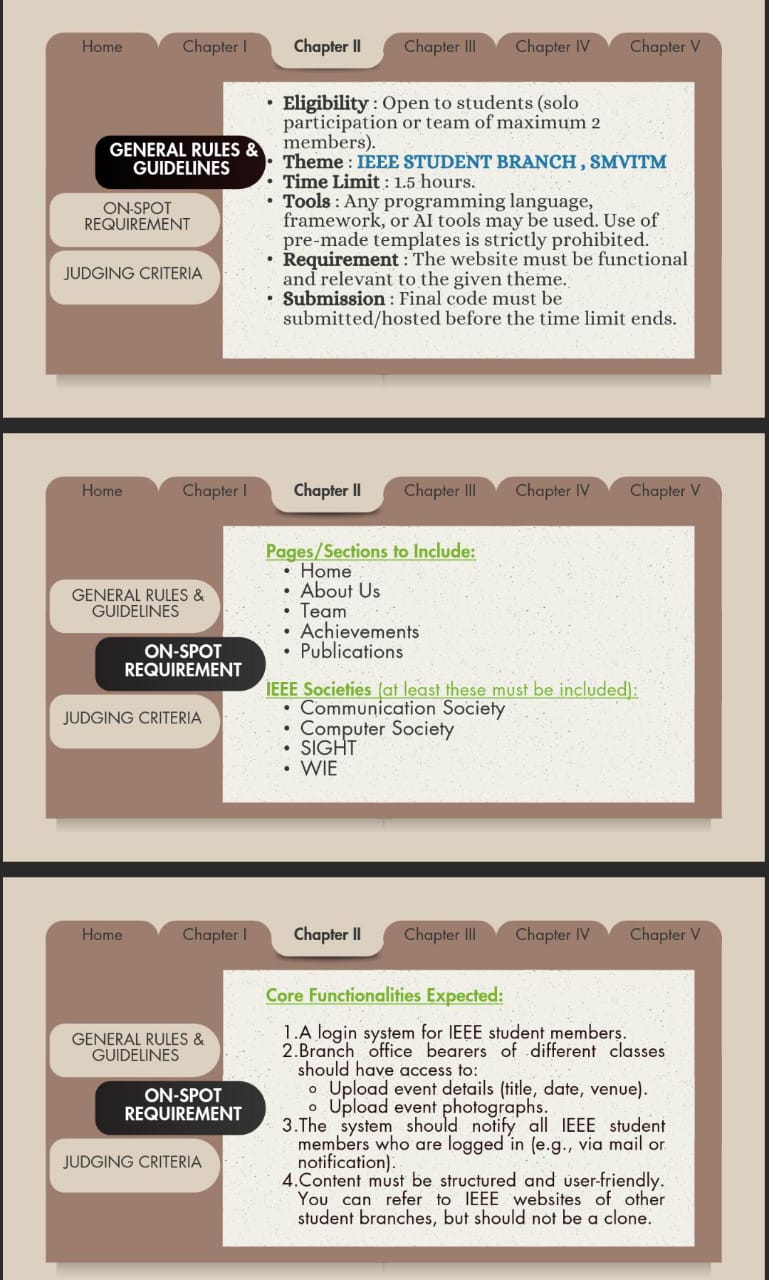 Home Chapter I Chapter II Chapter III Chapter IV Chapter V
GENERAL RULES &
GUIDELINES
ON-SPOT
REQUIREMENT
JUDGING CRITERIA
• Eligibility : Open to students (solo
participation or team of maximum 2
members).
• Theme : IEEE STUDENT BRANCH , SMVITM
• Time Limit : 1.5 hours.
• Tools : Any programming language,
framework, or AI tools may be used. Use of
pre-made templates is strictly prohibited.
• Requirement : The website must be functional
and relevant to the given theme.
• Submission : Final code must be
submitted/hosted before the time limit ends.
Home Chapter I Chapter II Chapter III Chapter IV Chapter V
GENERAL RULES &
GUIDELINES
ON-SPOT
REQUIREMENT
JUDGING CRITERIA
Pages/Sections to Include:
• Home
• About Us
• Team
• Achievements
• Publications
IEEE Societies (at least these must be included):
• Communication Society
• Computer Society
• SIGHT
• WIE
Home Chapter I Chapter II Chapter III Chapter IV Chapter V
GENERAL RULES &
GUIDELINES
ON-SPOT
REQUIREMENT
JUDGING CRITERIA
Core Functionalities Expected:
1.A login system for IEEE student members.
2.Branch office bearers of different classes
should have access to:
◦ Upload event details (title, date, venue).
◦ Upload event photographs.
3.The system should notify all IEEE student
members who are logged in (e.g., via mail or
notification).
4.Content must be structured and user-friendly.
You can refer to IEEE websites of other
student branches, but should not be a clone.